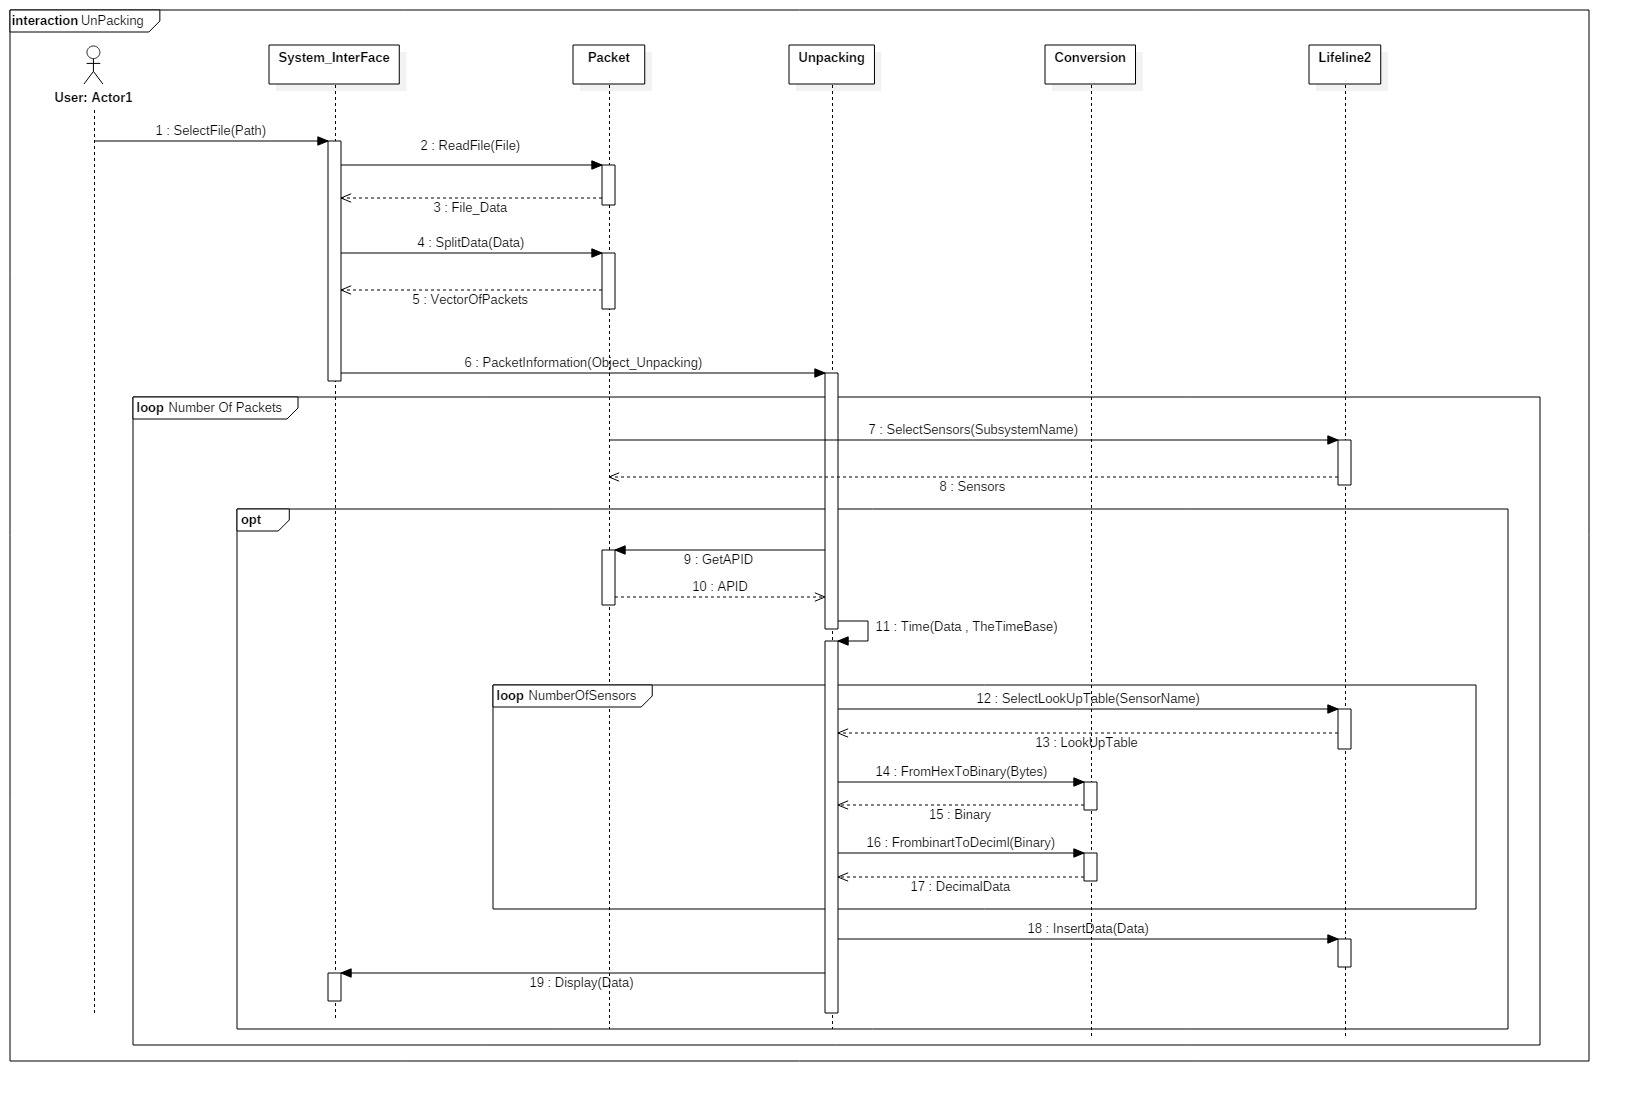 interaction UnPacking
System_InterFace
Packet
Unpacking
Conversion
Lifeline2
User: Actor1
1 : SelectFile(Path)
2 : ReadFile(File)
3 : File_Data
4 : SplitData(Data)
5 : VectorOfPackets
6 : PacketInformation(Object_Unpacking)
loop Number Of Packets
7 : SelectSensors(SubsystemName)
8 : Sensors
opt
9 : GetAPID
10 : APID
11 : Time(Data , TheTimeBase)
loop NumberOfSensors
12 : SelectLookUpTable(SensorName)
13 : LookUpTable
14 : FromHexToBinary(Bytes)
15 : Binary
16 : FrombinartToDeciml(Binary)
17 : DecimalData
18 : InsertData(Data)
19 : Display(Data)